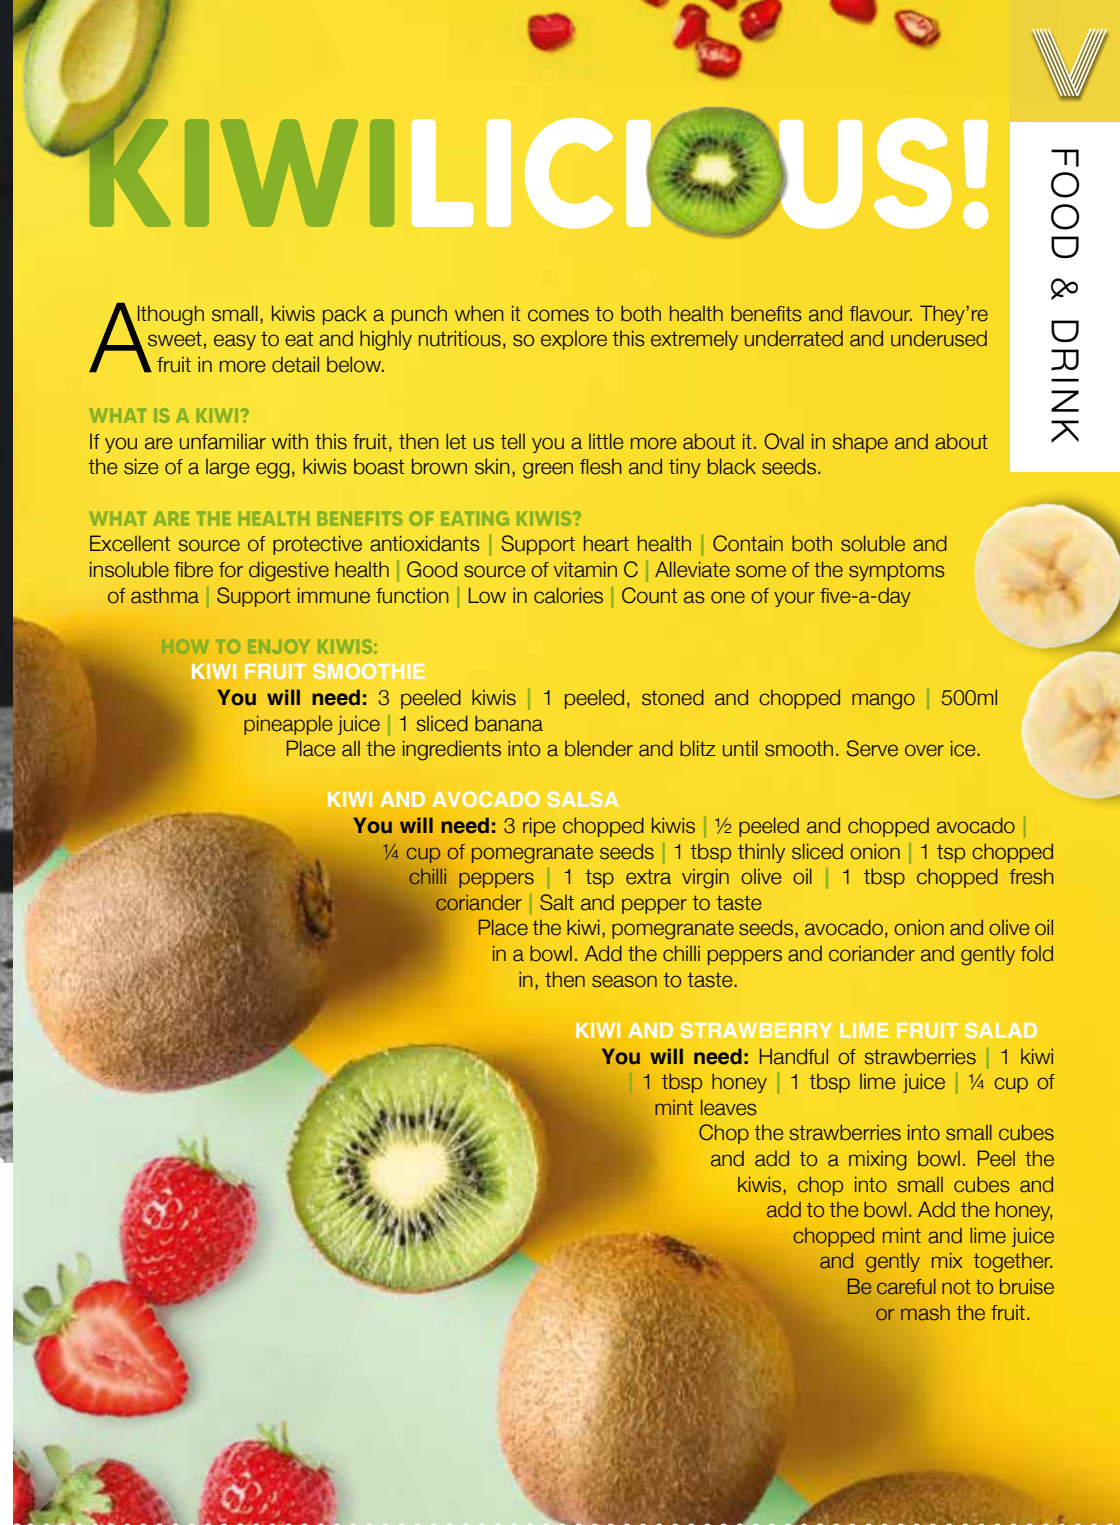 KIWILICIOUS!
V
FOOD & DRINK
Although small, kiwis pack a punch when it comes to both health benefits and flavour. They're
sweet, easy to eat and highly nutritious, so explore this extremely underrated and underused
fruit in more detail below.
WHAT IS A KIWI?
If you are unfamiliar with this fruit, then let us tell you a little more about it. Oval in shape and about
the size of a large egg, kiwis boast brown skin, green flesh and tiny black seeds.
WHAT ARE THE HEALTH BENEFITS OF EATING KIWIS?
Excellent source of protective antioxidants | Support heart health | Contain both soluble and
insoluble fibre for digestive health | Good source of vitamin C | Alleviate some of the symptoms
of asthma | Support immune function | Low in calories | Count as one of your five-a-day
HOW TO ENJOY KIWIS:
KIWI FRUIT SMOOTHIE
You will need: 3 peeled kiwis | 1 peeled, stoned and chopped mango | 500ml
pineapple juice | 1 sliced banana
Place all the ingredients into a blender and blitz until smooth. Serve over ice.
KIWI AND AVOCADO SALSA
You will need: 3 ripe chopped kiwis | ½ peeled and chopped avocado |
¼ cup of pomegranate seeds | 1 tbsp thinly sliced onion | 1 tsp chopped
chilli peppers | 1 tsp extra virgin olive oil | 1 tbsp chopped fresh
coriander | Salt and pepper to taste
Place the kiwi, pomegranate seeds, avocado, onion and olive oil
in a bowl. Add the chilli peppers and coriander and gently fold
in, then season to taste.
KIWI AND STRAWBERRY LIME FRUIT SALAD
You will need: Handful of strawberries | 1 kiwi
| 1 tbsp honey | 1 tbsp lime juice | ¼ cup of
mint leaves
Chop the strawberries into small cubes
and add to a mixing bowl. Peel the
kiwis, chop into small cubes and
add to the bowl. Add the honey,
chopped mint and lime juice
and gently mix together.
Be careful not to bruise
or mash the fruit.